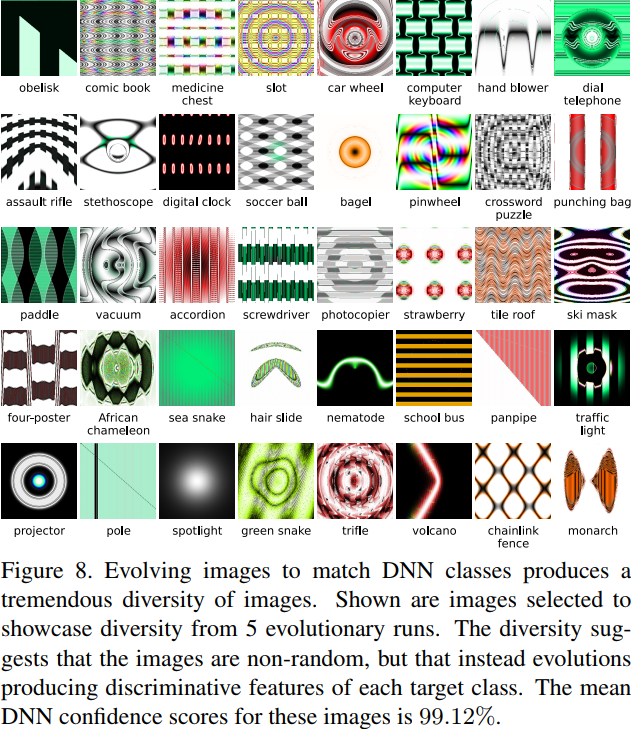 obelisk comic book medicine chest slot car wheel computer keyboard hand blower dial telephone
assault rifle stethoscope digital clock soccer ball bagel pinwheel crossword puzzle punching bag
paddle vacuum accordion screwdriver photocopier strawberry tile roof ski mask
four-poster African chameleon sea snake hair slide nematode school bus panpipe traffic light
projector pole spotlight green snake trifle volcano chainlink fence monarch
Figure 8. Evolving images to match DNN classes produces a
tremendous diversity of images. Shown are images selected to
showcase diversity from 5 evolutionary runs. The diversity sug-
gests that the images are non-random, but that instead evolutions
producing discriminative features of each target class. The mean
DNN confidence scores for these images is 99.12%.